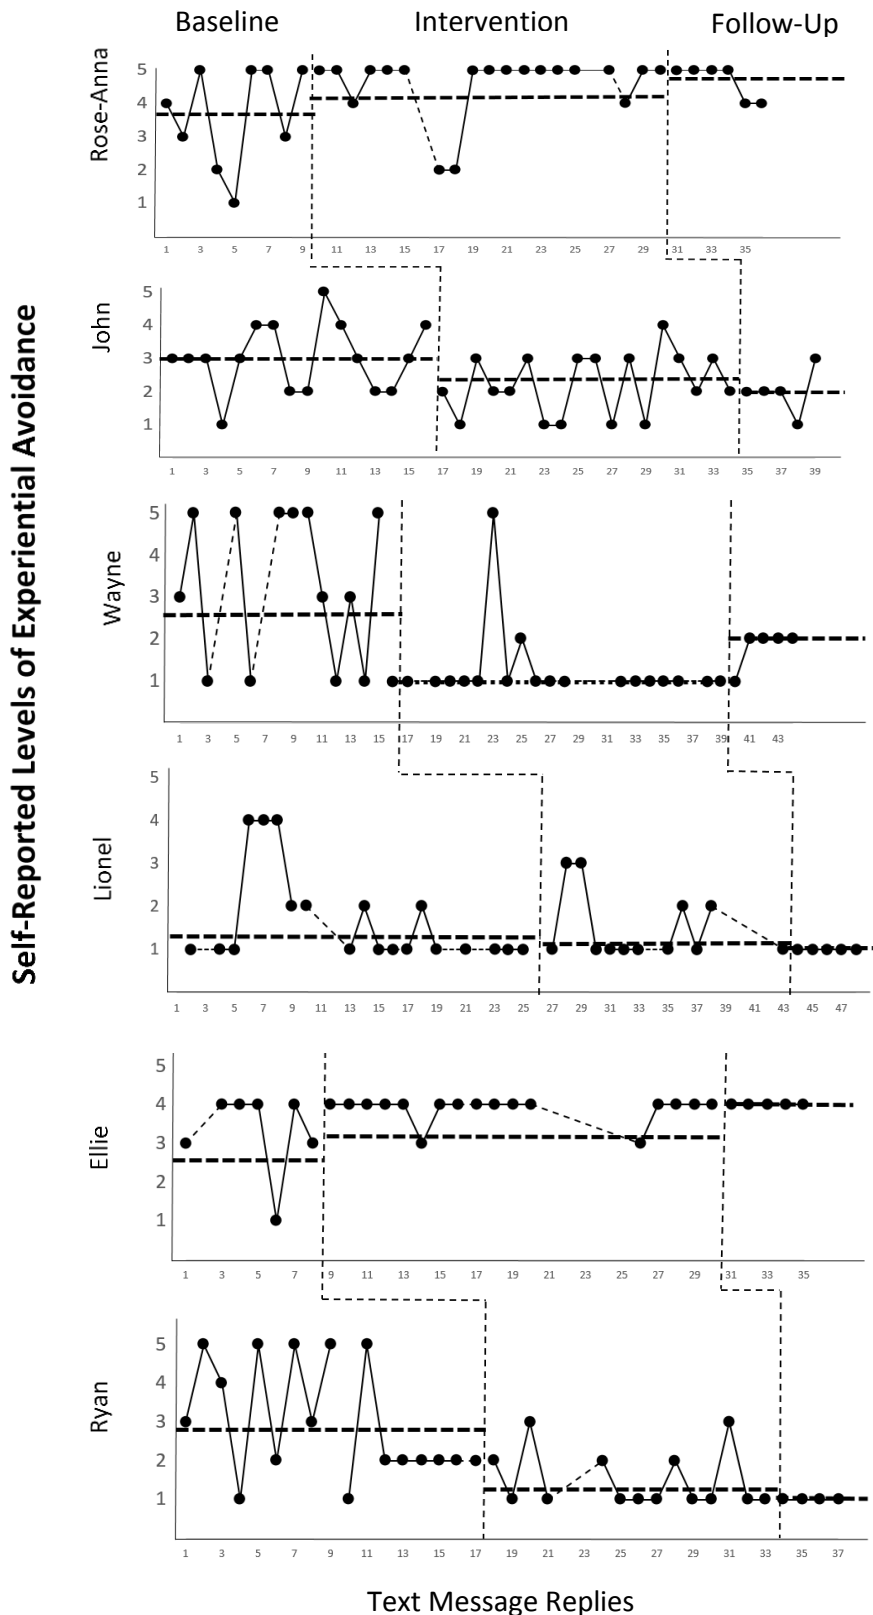 Baseline Intervention Follow-Up
Self-Reported Levels of Experiential Avoidance
Rose-Anna
5
4
3
2
1
1 3 5 7 9 11 13 15 17 19 21 23 25 27 29 31 33 35
John
5
4
3
2
1
1 3 5 7 9 11 13 15 17 19 21 23 25 27 29 31 33 35 37 39
Wayne
5
4
3
2
1
1 3 5 7 9 11 13 15 17 19 21 23 25 27 29 31 33 35 37 39 41 43
Lionel
5
4
3
2
1
1 3 5 7 9 11 13 15 17 19 21 23 25 27 29 31 33 35 37 39 41 43 45 47
Ellie
5
4
3
2
1
1 3 5 7 9 11 13 15 17 19 21 23 25 27 29 31 33 35
Ryan
5
4
3
2
1
1 3 5 7 9 11 13 15 17 19 21 23 25 27 29 31 33 35 37
Text Message Replies